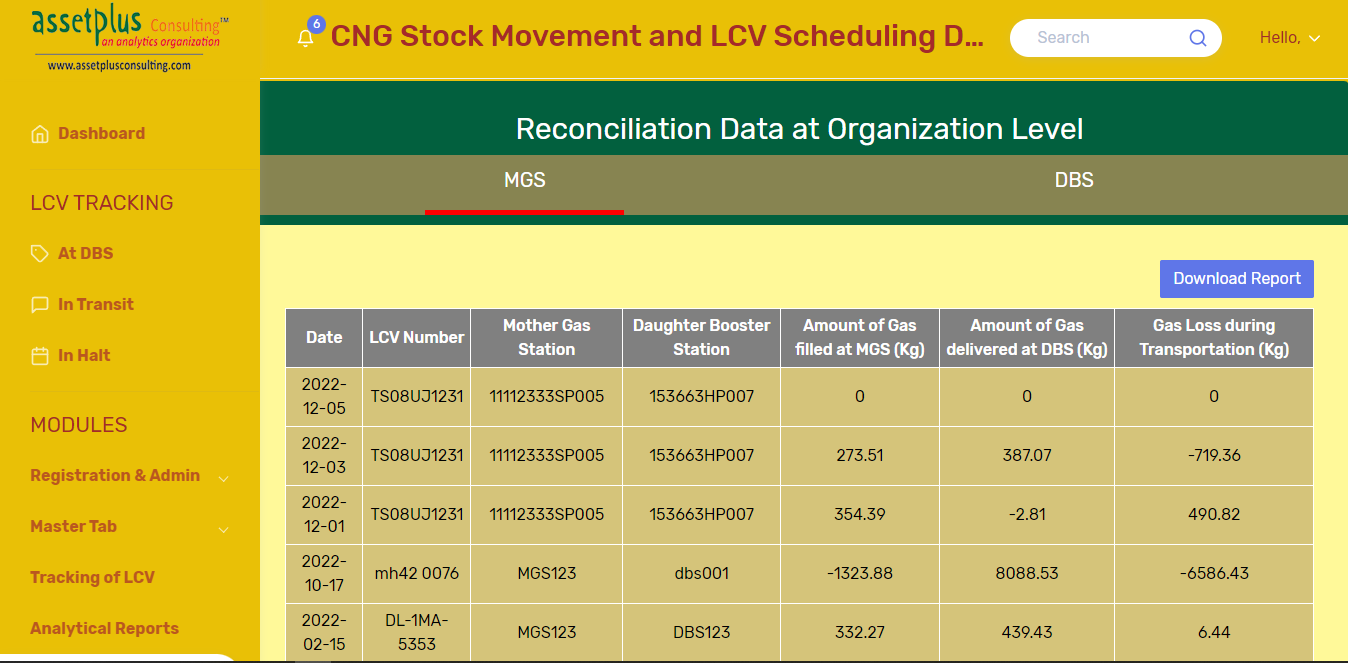 assetplus Consulting™
an analytics organization
www.assetplusconsulting.com
6
CNG Stock Movement and LCV Scheduling D...
Search
Hello,
Dashboard
LCV TRACKING
At DBS
In Transit
In Halt
MODULES
Registration & Admin
Master Tab
Tracking of LCV
Analytical Reports
Reconciliation Data at Organization Level
MGS DBS
Download Report
Date LCV Number Mother Gas Station Daughter Booster Station Amount of Gas filled at MGS (Kg) Amount of Gas delivered at DBS (Kg) Gas Loss during Transportation (Kg)
2022-12-05 TS08UJ1231 11112333SP005 153663HP007 0 0 0
2022-12-03 TS08UJ1231 11112333SP005 153663HP007 273.51 387.07 -719.36
2022-12-01 TS08UJ1231 11112333SP005 153663HP007 354.39 -2.81 490.82
2022-10-17 mh42 0076 MGS123 dbs001 -1323.88 8088.53 -6586.43
2022-02-15 DL-1MA-5353 MGS123 DBS123 332.27 439.43 6.44